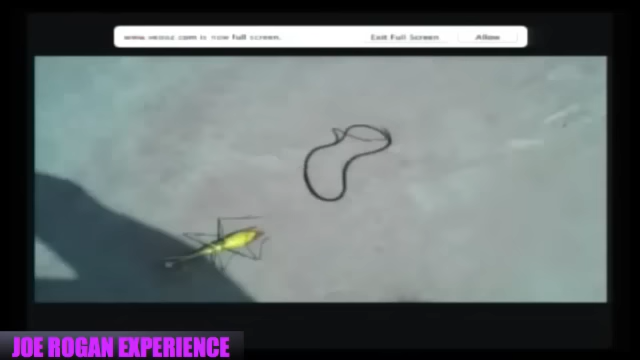 is now full screen. Exit Full Screen Allow
JOE ROGAN EXPERIENCE